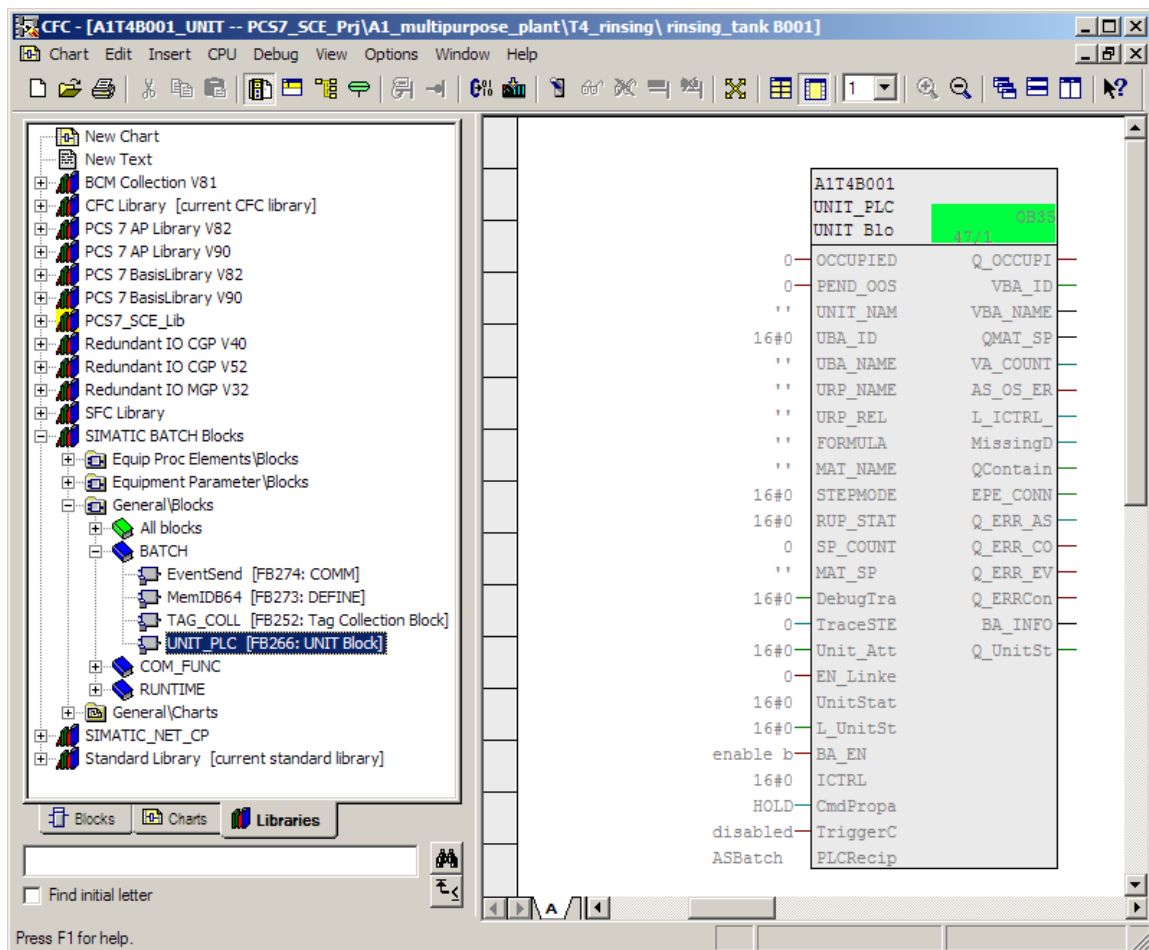 CFC - [A1T4B001_UNIT -- PCS7_SCE_Prj\A1_multipurpose_plant\T4_rinsing\ rinsing_tank B001]
Chart Edit Insert CPU Debug View Options Window Help
1
New Chart
New Text
BCM Collection V81
CFC Library [current CFC library]
PCS 7 AP Library V82
PCS 7 AP Library V90
PCS 7 BasisLibrary V82
PCS 7 BasisLibrary V90
PCS7_SCE_Lib
Redundant IO CGP V40
Redundant IO CGP V52
Redundant IO MGP V32
SFC Library
SIMATIC BATCH Blocks
Equip Proc Elements\Blocks
Equipment Parameter\Blocks
General\Blocks
All blocks
BATCH
EventSend [FB274: COMM]
MemIDB64 [FB273: DEFINE]
TAG_COLL [FB252: Tag Collection Block]
UNIT_PLC [FB266: UNIT Block]
COM_FUNC
RUNTIME
General\Charts
SIMATIC_NET_CP
Standard Library [current standard library]
Blocks Charts Libraries
Find initial letter
Press F1 for help.
A1T4B001
UNIT_PLC OB35
UNIT Blo 47/1
0 OCCUPIED Q_OCCUPI
0 PEND_OOS VBA_ID
'' UNIT_NAM VBA_NAME
16#0 UBA_ID QMAT_SP
'' UBA_NAME VA_COUNT
'' URP_NAME AS_OS_ER
'' URP_REL L_ICTRL_
'' FORMULA MissingD
'' MAT_NAME QContain
16#0 STEPMODE EPE_CONN
16#0 RUP_STAT Q_ERR_AS
0 SP_COUNT Q_ERR_CO
'' MAT_SP Q_ERR_EV
16#0 DebugTra Q_ERRCon
0 TraceSTE BA_INFO
16#0 Unit_Att Q_UnitSt
0 EN_Linke
16#0 UnitStat
16#0 L_UnitSt
enable b BA_EN
16#0 ICTRL
HOLD CmdPropa
disabled TriggerC
ASBatch PLCRecip
A